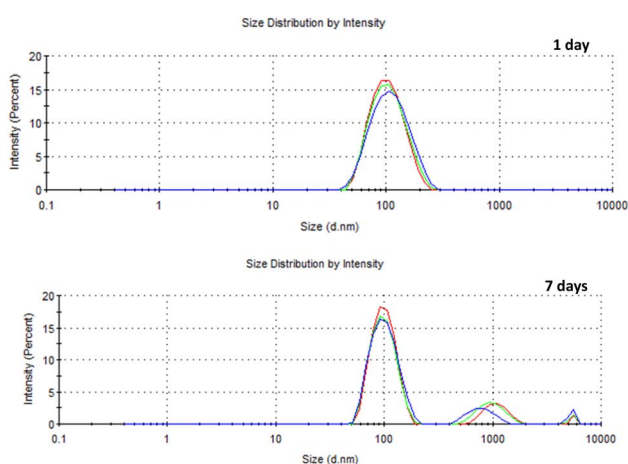 Size Distribution by Intensity
1 day
20
15
10
5
0
Intensity (Percent)
0.1 1 10 100 1000 10000
Size (d.nm)
Size Distribution by Intensity
7 days
20
15
10
5
0
Intensity (Percent)
0.1 1 10 100 1000 10000
Size (d.nm)